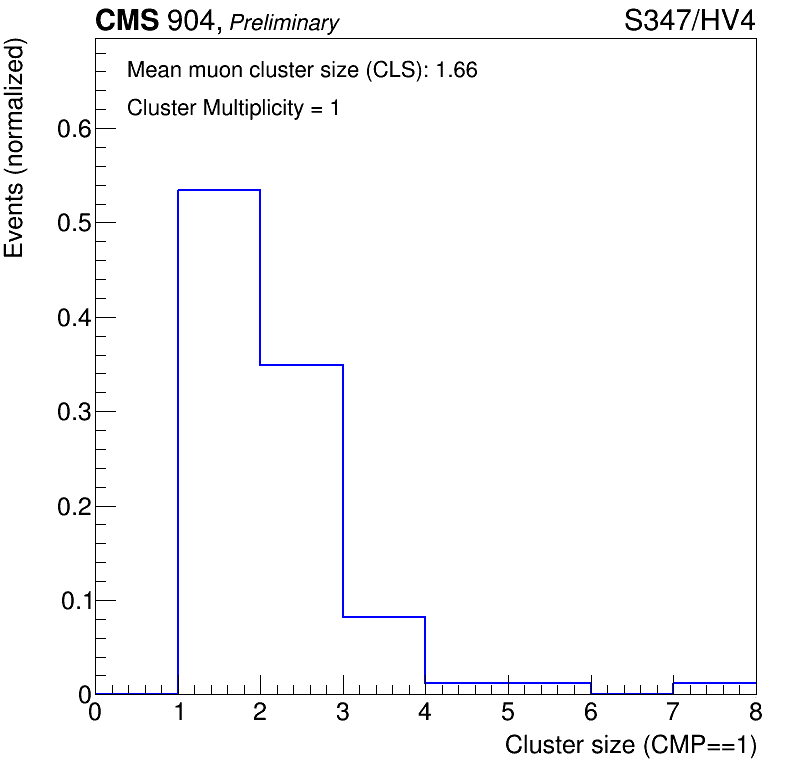 CMS 904, Preliminary S347/HV4
Mean muon cluster size (CLS): 1.66
Cluster Multiplicity = 1
Events (normalized)
0.6
0.5
0.4
0.3
0.2
0.1
0
0 1 2 3 4 5 6 7 8
Cluster size (CMP==1)